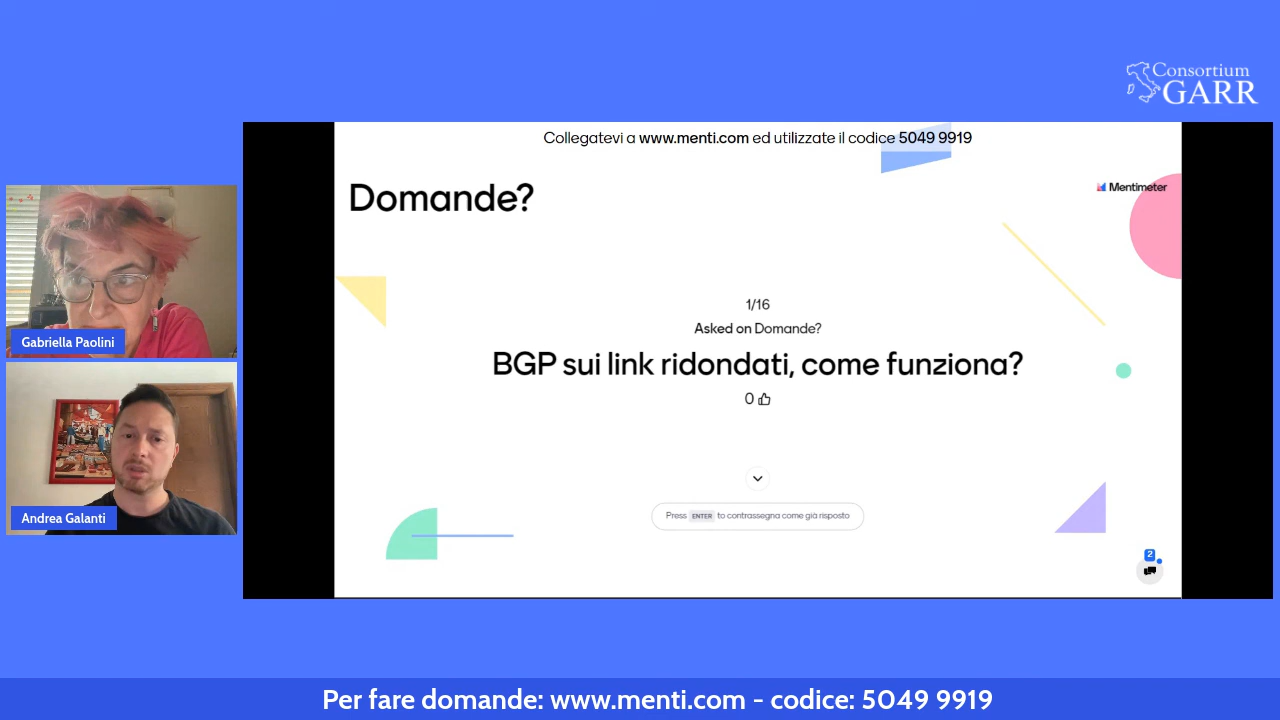 Consortium
GARR
Collegatevi a www.menti.com ed utilizzate il codice 5049 9919
Domande?
Mentimeter
1/16
Asked on Domande?
BGP sui link ridondati, come funziona?
0
Press ENTER to contrassegna come già risposto
2
Gabriella Paolini
Andrea Galanti
Per fare domande: www.menti.com - codice: 5049 9919